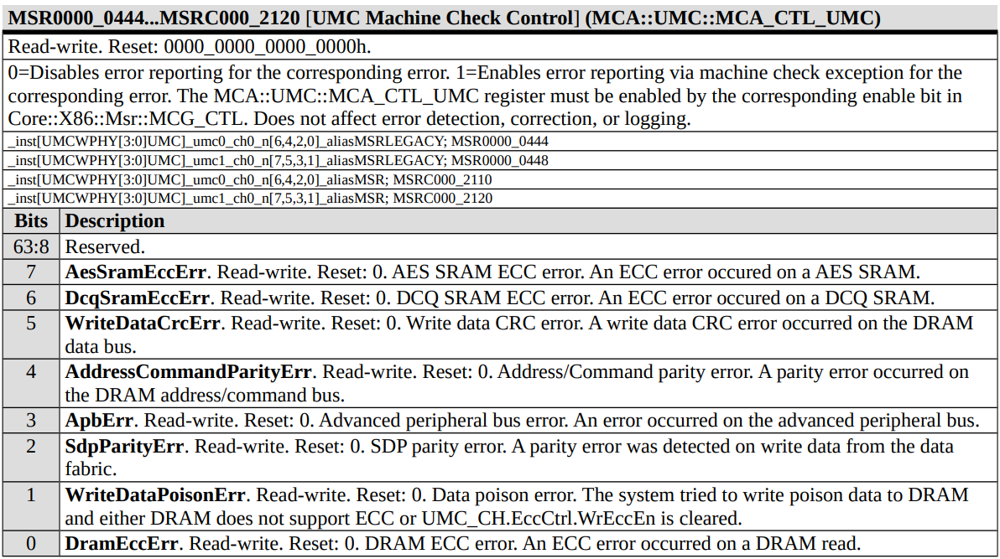 MSR0000_0444...MSRC000_2120 [UMC Machine Check Control] (MCA::UMC::MCA_CTL_UMC)
Read-write. Reset: 0000_0000_0000_0000h.
0=Disables error reporting for the corresponding error. 1=Enables error reporting via machine check exception for the
corresponding error. The MCA::UMC::MCA_CTL_UMC register must be enabled by the corresponding enable bit in
Core::X86::Msr::MCG_CTL. Does not affect error detection, correction, or logging.
_inst[UMCWPHY[3:0]UMC]_umc0_ch0_n[6,4,2,0]_aliasMSRLEGACY; MSR0000_0444
_inst[UMCWPHY[3:0]UMC]_umc1_ch0_n[7,5,3,1]_aliasMSRLEGACY; MSR0000_0448
_inst[UMCWPHY[3:0]UMC]_umc0_ch0_n[6,4,2,0]_aliasMSR; MSRC000_2110
_inst[UMCWPHY[3:0]UMC]_umc1_ch0_n[7,5,3,1]_aliasMSR; MSRC000_2120
Bits Description
63:8 Reserved.
7 AesSramEccErr. Read-write. Reset: 0. AES SRAM ECC error. An ECC error occured on a AES SRAM.
6 DcqSramEccErr. Read-write. Reset: 0. DCQ SRAM ECC error. An ECC error occured on a DCQ SRAM.
5 WriteDataCrcErr. Read-write. Reset: 0. Write data CRC error. A write data CRC error occurred on the DRAM
data bus.
4 AddressCommandParityErr. Read-write. Reset: 0. Address/Command parity error. A parity error occurred on
the DRAM address/command bus.
3 ApbErr. Read-write. Reset: 0. Advanced peripheral bus error. An error occurred on the advanced peripheral bus.
2 SdpParityErr. Read-write. Reset: 0. SDP parity error. A parity error was detected on write data from the data
fabric.
1 WriteDataPoisonErr. Read-write. Reset: 0. Data poison error. The system tried to write poison data to DRAM
and either DRAM does not support ECC or UMC_CH.EccCtrl.WrEccEn is cleared.
0 DramEccErr. Read-write. Reset: 0. DRAM ECC error. An ECC error occurred on a DRAM read.